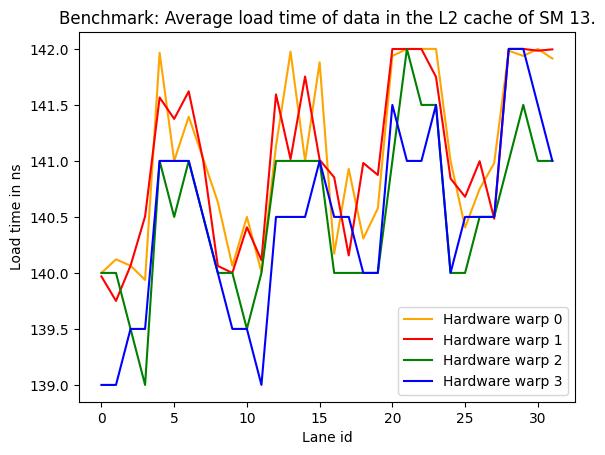 Benchmark: Average load time of data in the L2 cache of SM 13.
142.0
141.5
141.0
140.5
140.0
139.5
139.0
Load time in ns
Hardware warp 0
Hardware warp 1
Hardware warp 2
Hardware warp 3
0 5 10 15 20 25 30
Lane id